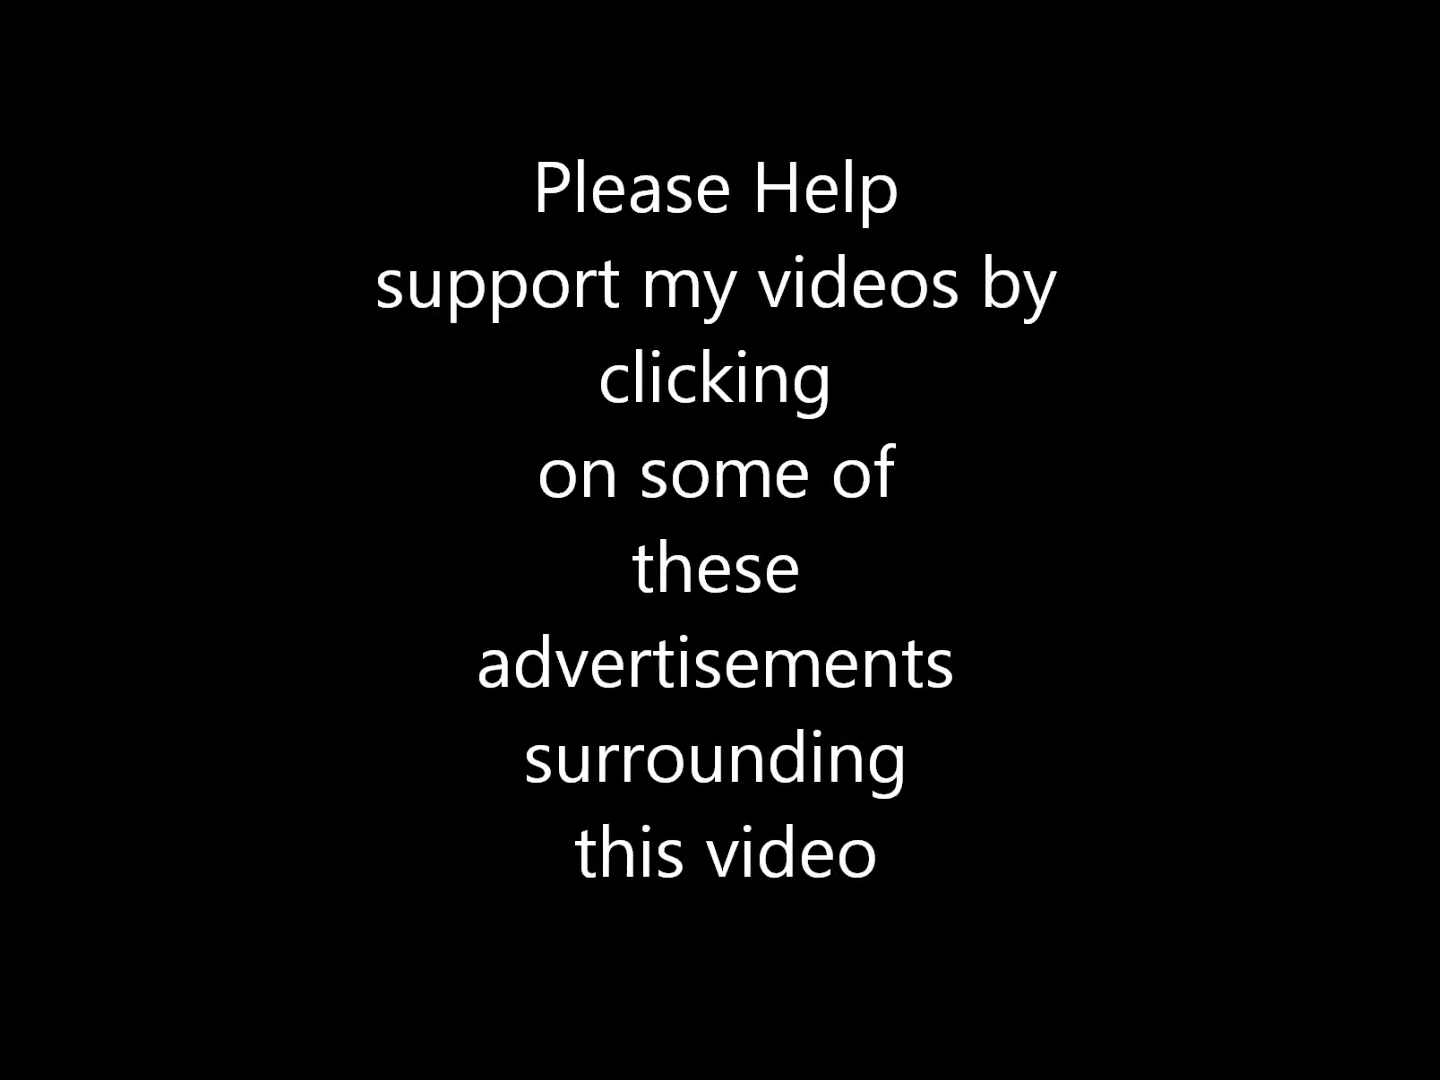 Please Help
support my videos by
clicking
on some of
these
advertisements
surrounding
this video